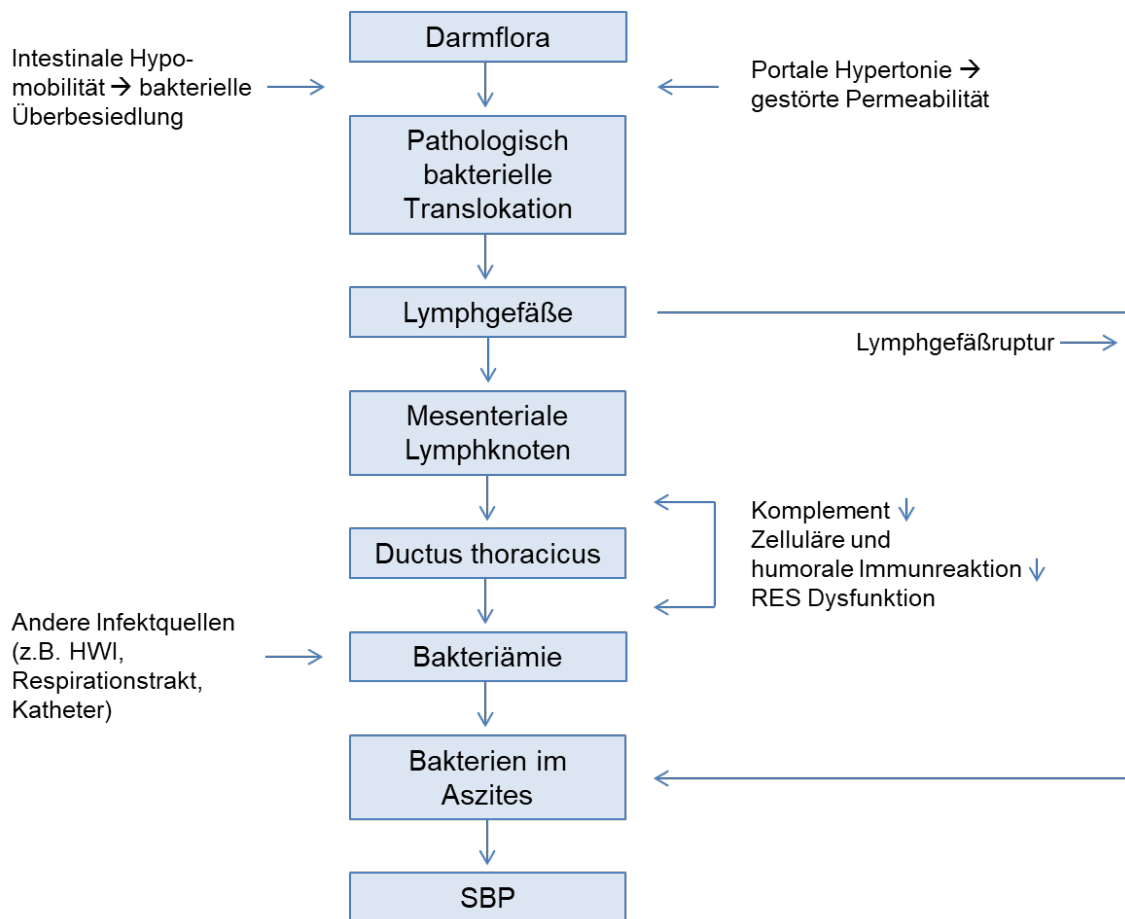 Darmflora
Intestinale Hypo-
mobilität → bakterielle
Überbesiedlung
Portale Hypertonie →
gestörte Permeabilität
Pathologisch
bakterielle
Translokation
Lymphgefäße
Lymphgefäßruptur
Mesenteriale
Lymphknoten
Komplement ↓
Zelluläre und
humorale Immunreaktion ↓
RES Dysfunktion
Ductus thoracicus
Andere Infektquellen
(z.B. HWI,
Respirationstrakt,
Katheter)
Bakteriämie
Bakterien im
Aszites
SBP